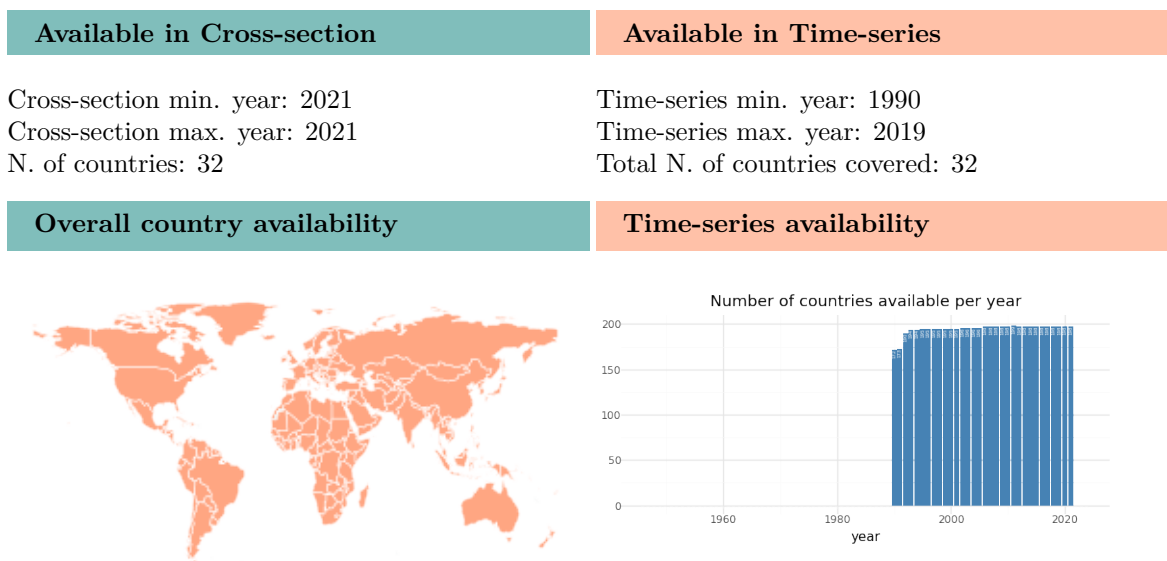 Available in Cross-section
Available in Time-series
Cross-section min. year: 2021
Cross-section max. year: 2021
N. of countries: 32
Time-series min. year: 1990
Time-series max. year: 2019
Total N. of countries covered: 32
Overall country availability
Time-series availability
Number of countries available per year
200
150
100
50
0
1960 1980 2000 2020
year